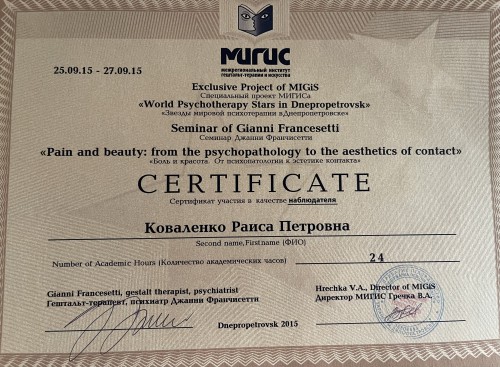 МИГИС
межрегиональный институт
гештальт-терапии и искусства
25.09.15 - 27.09.15
Exclusive Project of MIGiS
Специальный проект МИГИСа
«World Psychotherapy Stars in Dnepropetrovsk»
«Звезды мировой психотерапии вДнепропетровске»
Seminar of Gianni Francesetti
Семинар Джанни Франчисетти
«Pain and beauty: from the psychopathology to the aesthetics of contact»
«Боль и красота. От психопатологии к эстетике контакта»
CERTIFICATE
Сертификат участия в качестве наблюдателя
Коваленко Раиса Петровна
Second name,First name (ФИО)
Number of Academic Hours (Количество академических часов) 24
Gianni Francesetti, gestalt therapist, psychiatrist
Гештальт-терапевт, психиатр Джанни Франчисетти
Hrechka V.A., Director of MIGiS
Директор МИГИС Гречка В.А.
Dnepropetrovsk 2015